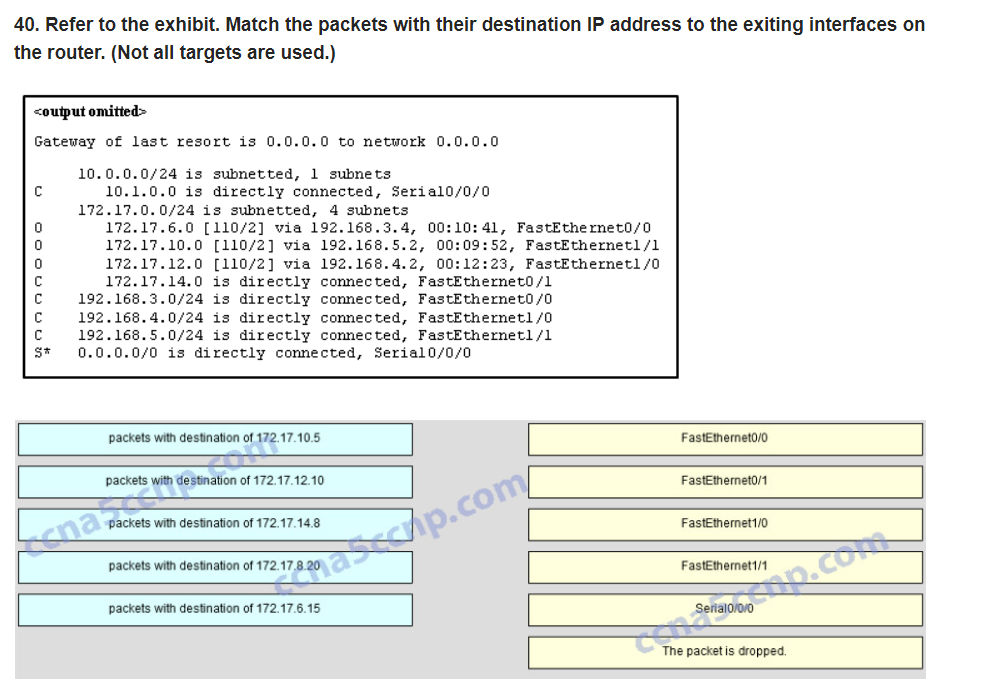 40. Refer to the exhibit. Match the packets with their destination IP address to the exiting interfaces on
the router. (Not all targets are used.)
<output omitted>
Gateway of last resort is 0.0.0.0 to network 0.0.0.0
10.0.0.0/24 is subnetted, 1 subnets
C 10.1.0.0 is directly connected, Serial0/0/0
172.17.0.0/24 is subnetted, 4 subnets
O 172.17.6.0 [110/2] via 192.168.3.4, 00:10:41, FastEthernet0/0
O 172.17.10.0 [110/2] via 192.168.5.2, 00:09:52, FastEthernet1/1
O 172.17.12.0 [110/2] via 192.168.4.2, 00:12:23, FastEthernet1/0
C 172.17.14.0 is directly connected, FastEthernet0/1
C 192.168.3.0/24 is directly connected, FastEthernet0/0
C 192.168.4.0/24 is directly connected, FastEthernet1/0
C 192.168.5.0/24 is directly connected, FastEthernet1/1
S* 0.0.0.0/0 is directly connected, Serial0/0/0
packets with destination of 172.17.10.5
FastEthernet0/0
packets with destination of 172.17.12.10
FastEthernet0/1
packets with destination of 172.17.14.8
FastEthernet1/0
packets with destination of 172.17.8.20
FastEthernet1/1
packets with destination of 172.17.6.15
Serial0/0/0
The packet is dropped.
ccna5ccnp.com
ccna5ccnp.com
ccna5ccnp.com